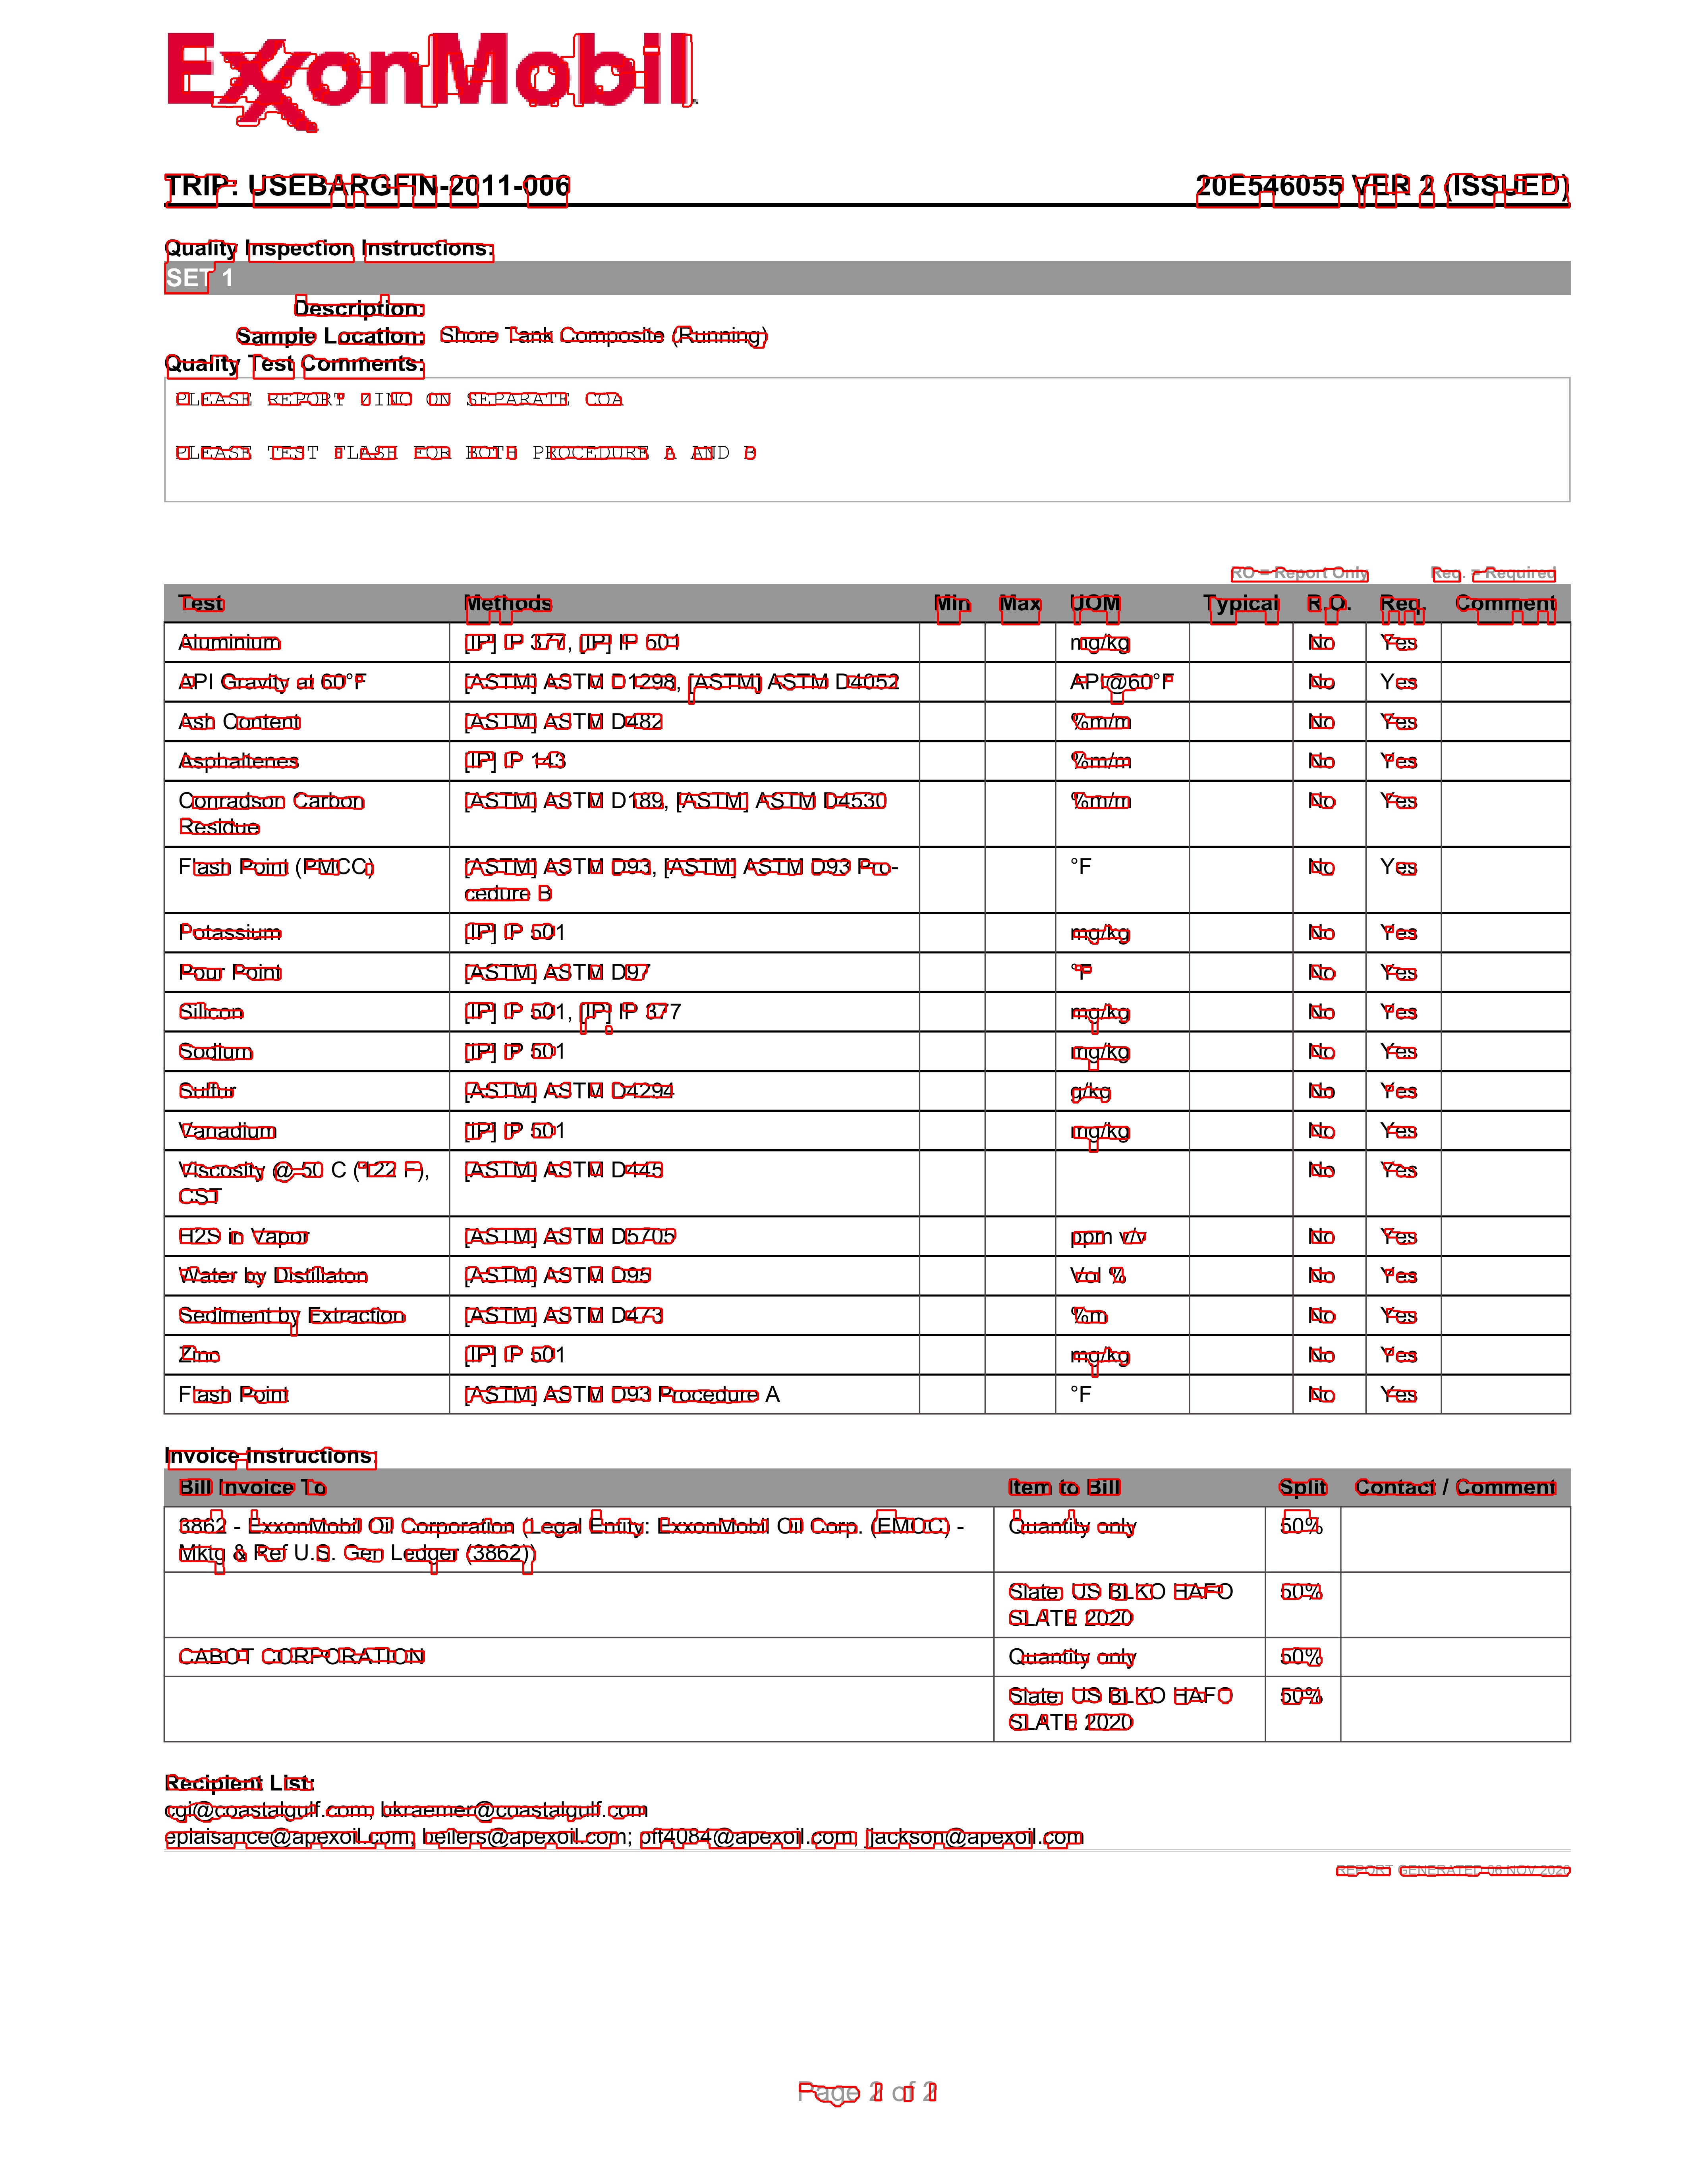 ExxonMobil
TRIP: USEBARGFIN-2011-006 20E546055 VER 2 (ISSUED)
Quality Inspection Instructions:
SET 1
Description:
Sample Location: Shore Tank Composite (Running)
Quality Test Comments:
PLEASE REPORT ZINC ON SEPARATE COA
PLEASE TEST FLASH FOR BOTH PROCEDURE A AND B
RO = Report Only Req. = Required
Test Methods Min Max UOM Typical R.O. Req. Comment
Aluminium [IP] IP 377, [IP] IP 501 mg/kg No Yes
API Gravity at 60°F [ASTM] ASTM D1298, [ASTM] ASTM D4052 API@60°F No Yes
Ash Content [ASTM] ASTM D482 %m/m No Yes
Asphaltenes [IP] IP 143 %m/m No Yes
Conradson Carbon [ASTM] ASTM D189, [ASTM] ASTM D4530 %m/m No Yes
Residue
Flash Point (PMCC) [ASTM] ASTM D93, [ASTM] ASTM D93 Pro- °F No Yes
cedure B
Potassium [IP] IP 501 mg/kg No Yes
Pour Point [ASTM] ASTM D97 °F No Yes
Silicon [IP] IP 501, [IP] IP 377 mg/kg No Yes
Sodium [IP] IP 501 mg/kg No Yes
Sulfur [ASTM] ASTM D4294 g/kg No Yes
Vanadium [IP] IP 501 mg/kg No Yes
Viscosity @ 50 C (122 F), [ASTM] ASTM D445 No Yes
CST
H2S in Vapor [ASTM] ASTM D5705 ppm v/v No Yes
Water by Distillaton [ASTM] ASTM D95 Vol % No Yes
Sediment by Extraction [ASTM] ASTM D473 %m No Yes
Zinc [IP] IP 501 mg/kg No Yes
Flash Point [ASTM] ASTM D93 Procedure A °F No Yes
Invoice Instructions:
Bill Invoice To Item to Bill Split Contact / Comment
3862 - ExxonMobil Oil Corporation (Legal Entity: ExxonMobil Oil Corp. (EMOC) - Quantity only 50%
Mktg & Ref U.S. Gen Ledger (3862))
Slate: US BLKO HAFO 50%
SLATE 2020
CABOT CORPORATION Quantity only 50%
Slate: US BLKO HAFO 50%
SLATE 2020
Recipient List:
cgi@coastalgulf.com; bkraemer@coastalgulf.com
eplaisance@apexoil.com; beilers@apexoil.com; pft4084@apexoil.com; jjackson@apexoil.com
REPORT GENERATED 06 NOV 2020
Page 2 of 2